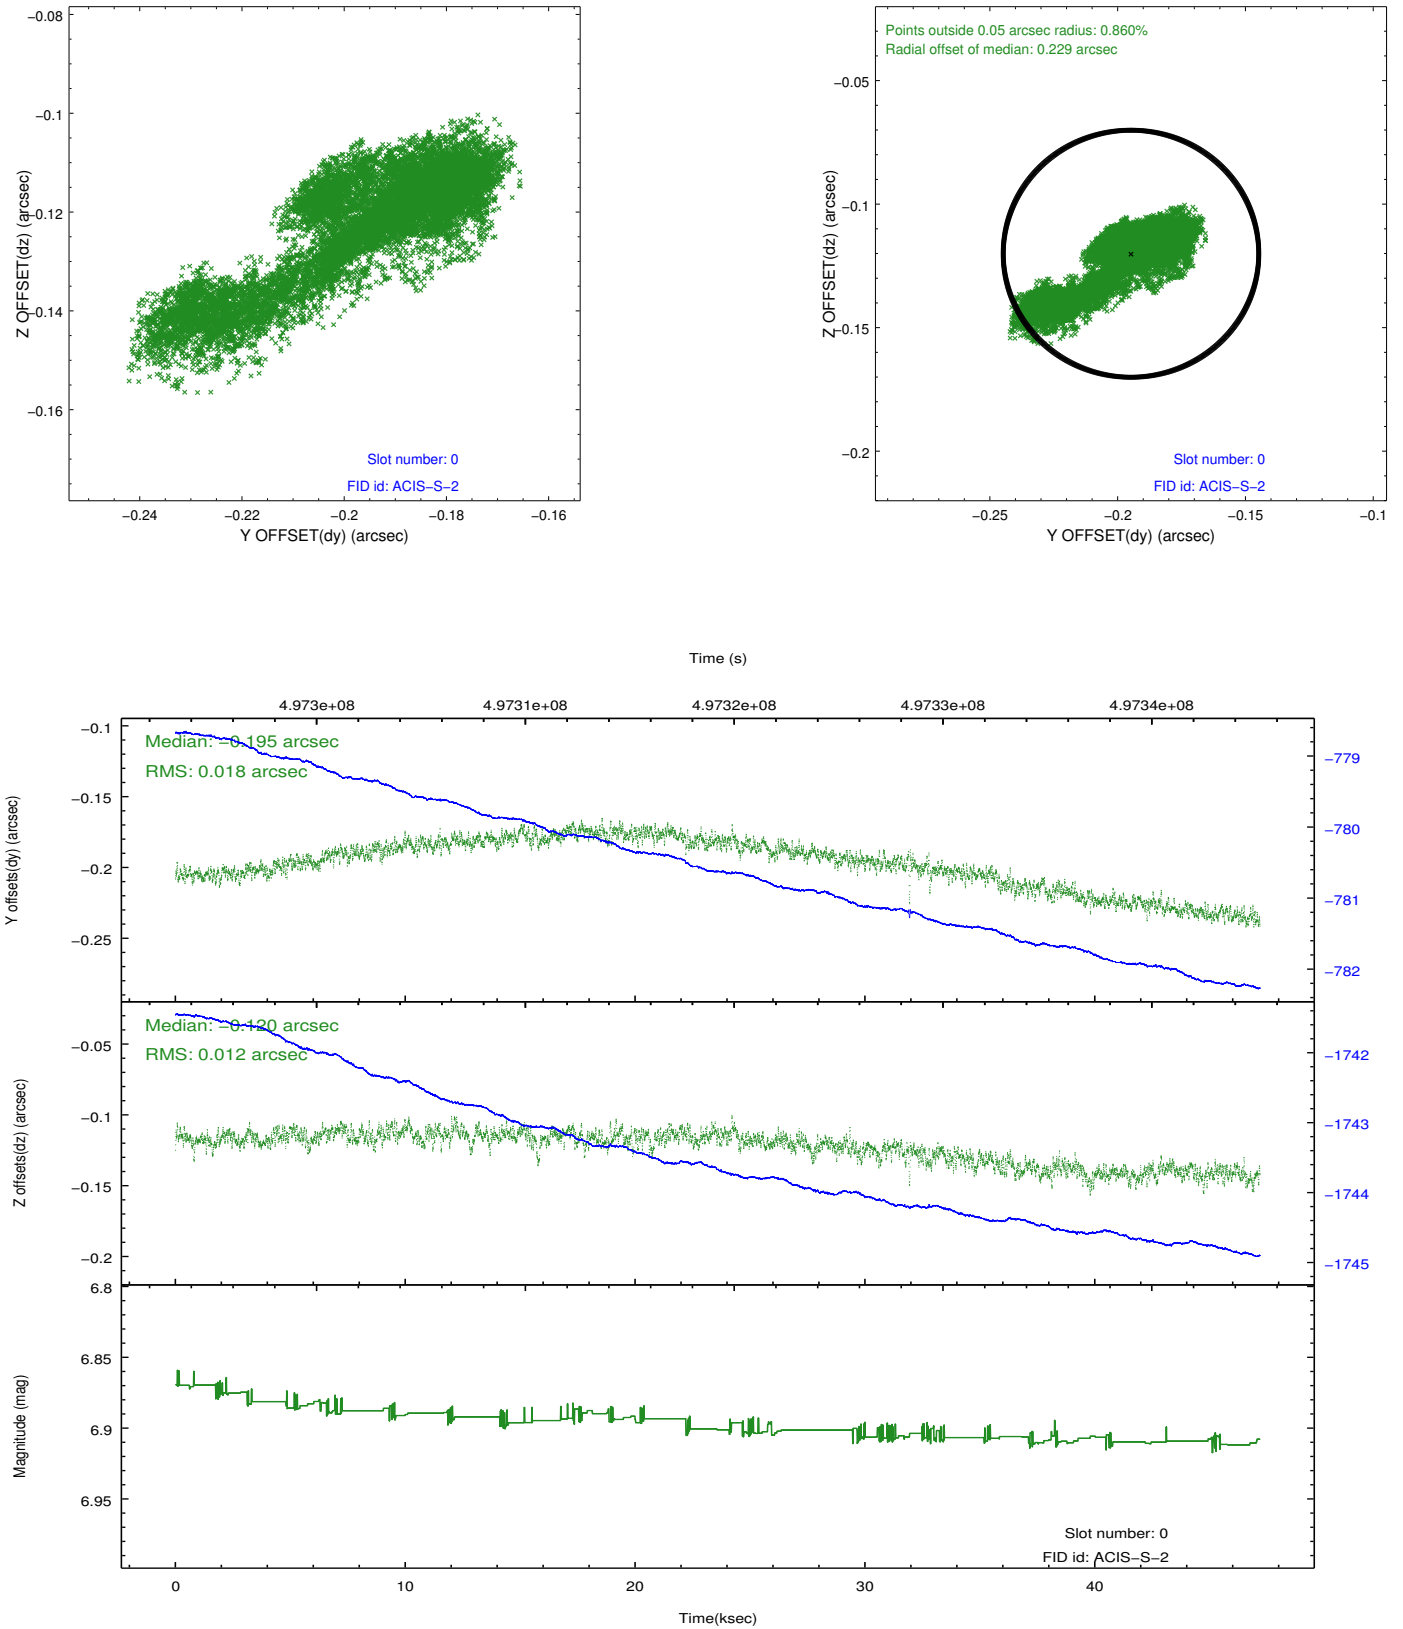 −0.08
−0.1
−0.12
−0.14
−0.16
Z OFFSET(dz) (arcsec)
Slot number: 0
FID id: ACIS−S−2
−0.24 −0.22 −0.2 −0.18 −0.16
Y OFFSET(dy) (arcsec)
Points outside 0.05 arcsec radius: 0.860%
Radial offset of median: 0.229 arcsec
−0.05
−0.1
−0.15
−0.2
Z OFFSET(dz) (arcsec)
Slot number: 0
FID id: ACIS−S−2
−0.25 −0.2 −0.15 −0.1
Y OFFSET(dy) (arcsec)
Time (s)
4.973e+08 4.9731e+08 4.9732e+08 4.9733e+08 4.9734e+08
Median: −0.195 arcsec
RMS: 0.018 arcsec
−0.1
−0.15
−0.2
−0.25
Y offsets(dy) (arcsec)
−779
−780
−781
−782
Median: −0.120 arcsec
RMS: 0.012 arcsec
−0.05
−0.1
−0.15
−0.2
Z offsets(dz) (arcsec)
−1742
−1743
−1744
−1745
6.8
6.85
6.9
6.95
Magnitude (mag)
Slot number: 0
FID id: ACIS−S−2
0 10 20 30 40
Time(ksec)